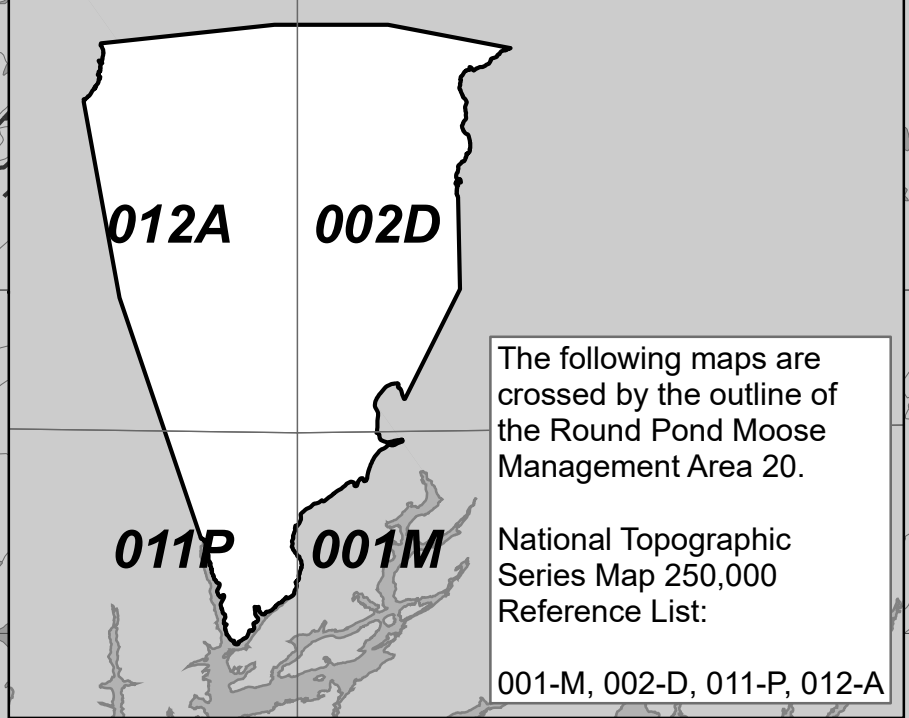 012A 002D
The following maps are
crossed by the outline of
the Round Pond Moose
Management Area 20.
011P 001M
National Topographic
Series Map 250,000
Reference List:
001-M, 002-D, 011-P, 012-A